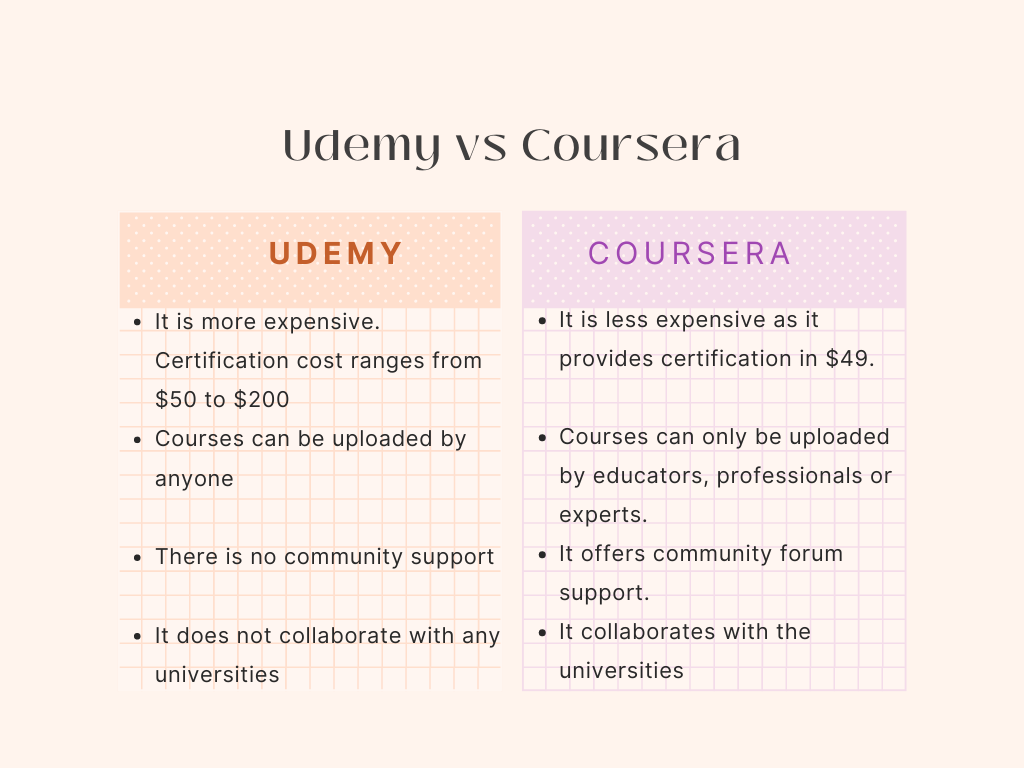 Udemy vs Coursera
UDEMY
• It is more expensive.
Certification cost ranges from
$50 to $200
• Courses can be uploaded by
anyone
• There is no community support
• It does not collaborate with any
universities
COURSERA
• It is less expensive as it
provides certification in $49.
• Courses can only be uploaded
by educators, professionals or
experts.
• It offers community forum
support.
• It collaborates with the
universities